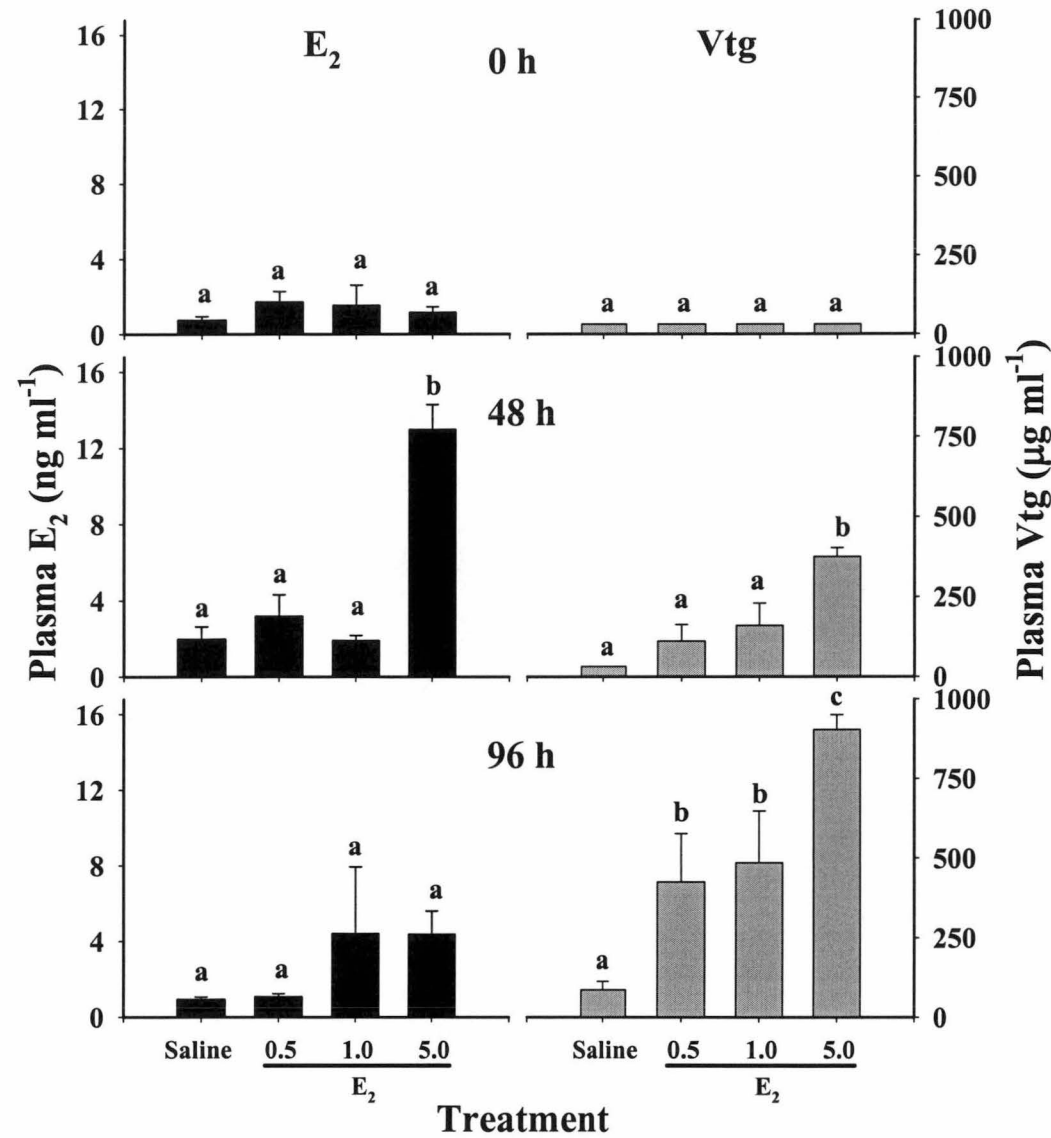 E₂ 0 h Vtg
16 1000
12 750
8 500
4 250
0 0
a a a a a a a a
48 h
16 1000
12 750
8 500
4 250
0 0
a a a b a a a b
96 h
16 1000
12 750
8 500
4 250
0 0
a a a a a b b c
Plasma E₂ (ng ml⁻¹)
Plasma Vtg (µg ml⁻¹)
Saline 0.5 1.0 5.0 Saline 0.5 1.0 5.0
E₂ E₂
Treatment